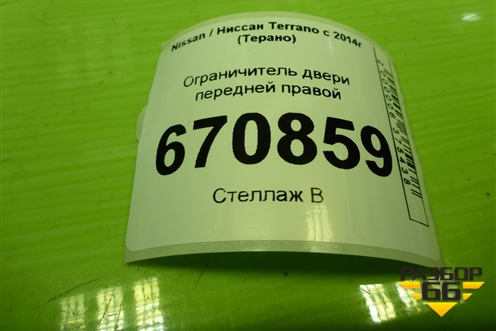 Nissan / Ниссан Terrano с 2014г
(Терано)
Ограничитель двери
передней правой
670859
Стеллаж В
РАЗБОР
66